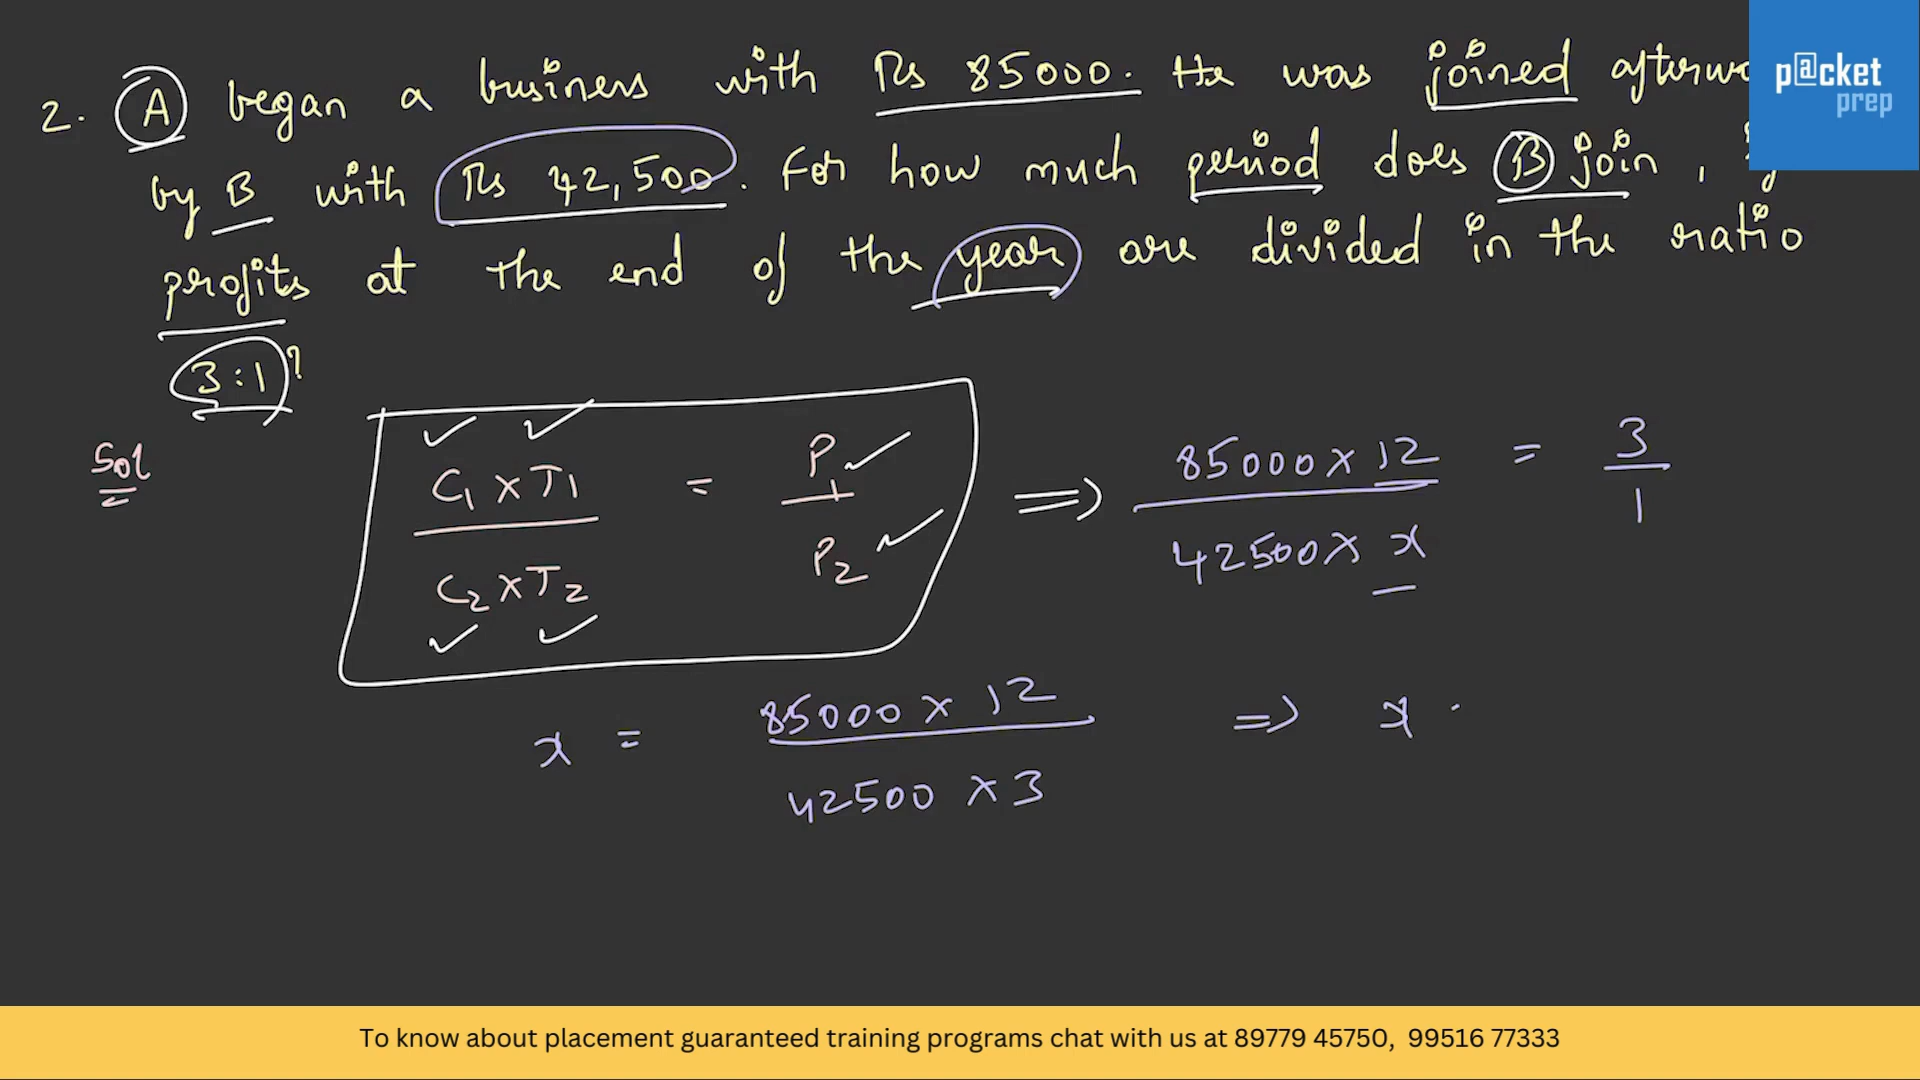 2. A began a business with Rs 85000. He was joined
by B with Rs 42,500. For how much period does B join,
profits at the end of the year are divided in the ratio
3:1?
Sol
C1 x T1 / C2 x T2 = P1 / P2 => 85000 x 12 / 42500 x x = 3 / 1
x = 85000 x 12 / 42500 x 3 => x
p@cket
prep
To know about placement guaranteed training programs chat with us at 89779 45750, 99516 77333